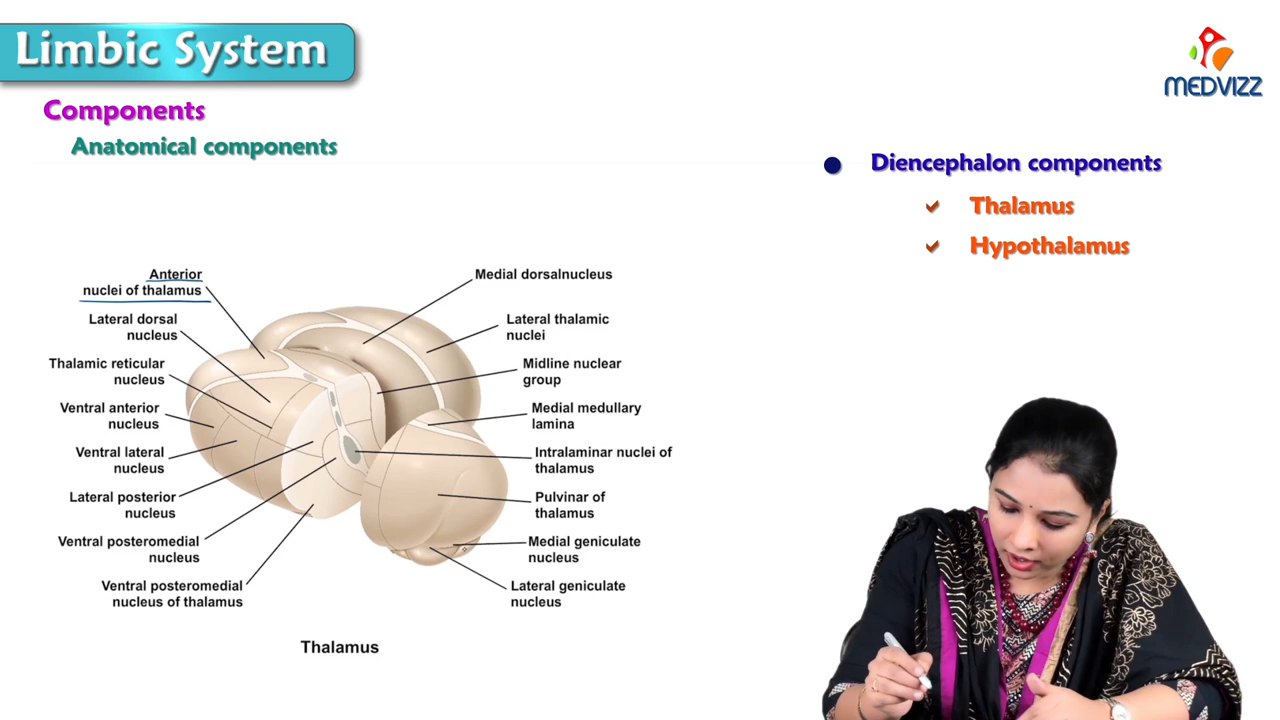 Limbic System
MEDVIZZ
Components
Anatomical components
Diencephalon components
Thalamus
Hypothalamus
Anterior
nuclei of thalamus
Lateral dorsal
nucleus
Thalamic reticular
nucleus
Ventral anterior
nucleus
Ventral lateral
nucleus
Lateral posterior
nucleus
Ventral posteromedial
nucleus
Ventral posteromedial
nucleus of thalamus
Medial dorsalnucleus
Lateral thalamic
nuclei
Midline nuclear
group
Medial medullary
lamina
Intralaminar nuclei of
thalamus
Pulvinar of
thalamus
Medial geniculate
nucleus
Lateral geniculate
nucleus
Thalamus